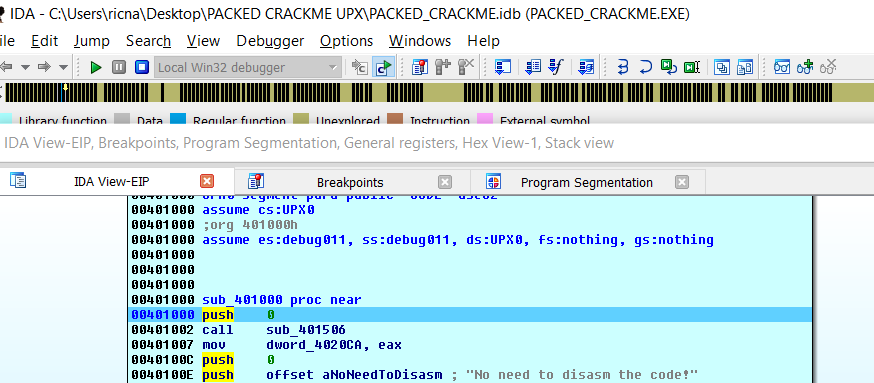 IDA - C:\Users\ricna\Desktop\PACKED CRACKME UPX\PACKED_CRACKME.idb (PACKED_CRACKME.EXE)
ile Edit Jump Search View Debugger Options Windows Help
Local Win32 debugger
Library function Data Regular function Unexplored Instruction External symbol
IDA View-EIP, Breakpoints, Program Segmentation, General registers, Hex View-1, Stack view
IDA View-EIP Breakpoints Program Segmentation
00401000
00401000 assume cs:UPX0
00401000 ;org 401000h
00401000 assume es:debug011, ss:debug011, ds:UPX0, fs:nothing, gs:nothing
00401000
00401000
00401000
00401000 sub_401000 proc near
00401000 push 0
00401002 call sub_401506
00401007 mov dword_4020CA, eax
0040100C push 0
0040100E push offset aNoNeedToDisasm ; "No need to disasm the code!"